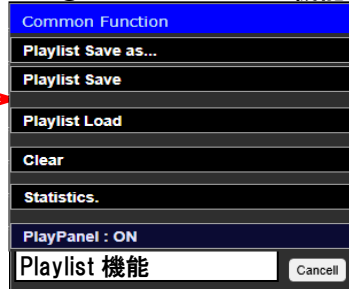 Common Function
Playlist Save as...
Playlist Save
Playlist Load
Clear
Statistics.
PlayPanel : ON
Playlist 機能
Cancell